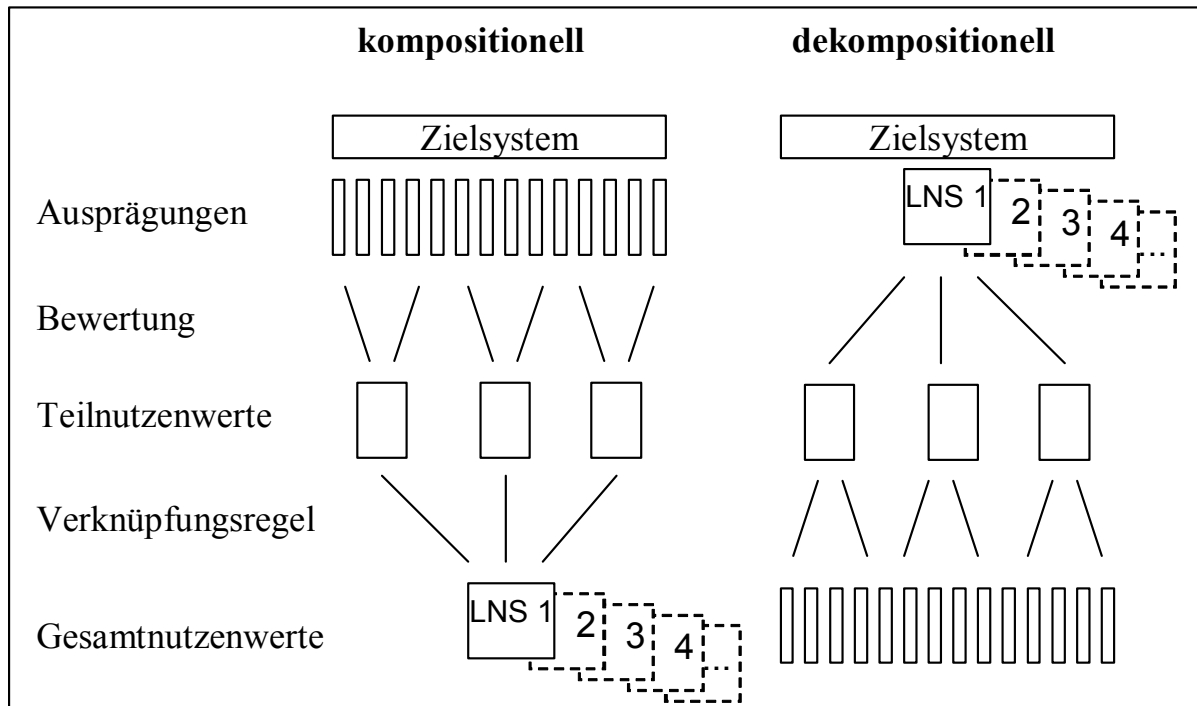 kompositionell dekompositionell
Zielsystem Zielsystem
Ausprägungen LNS 1 2 3 4 ...
Bewertung
Teilnutzenwerte
Verknüpfungsregel
Gesamtnutzenwerte LNS 1 2 3 4 ...